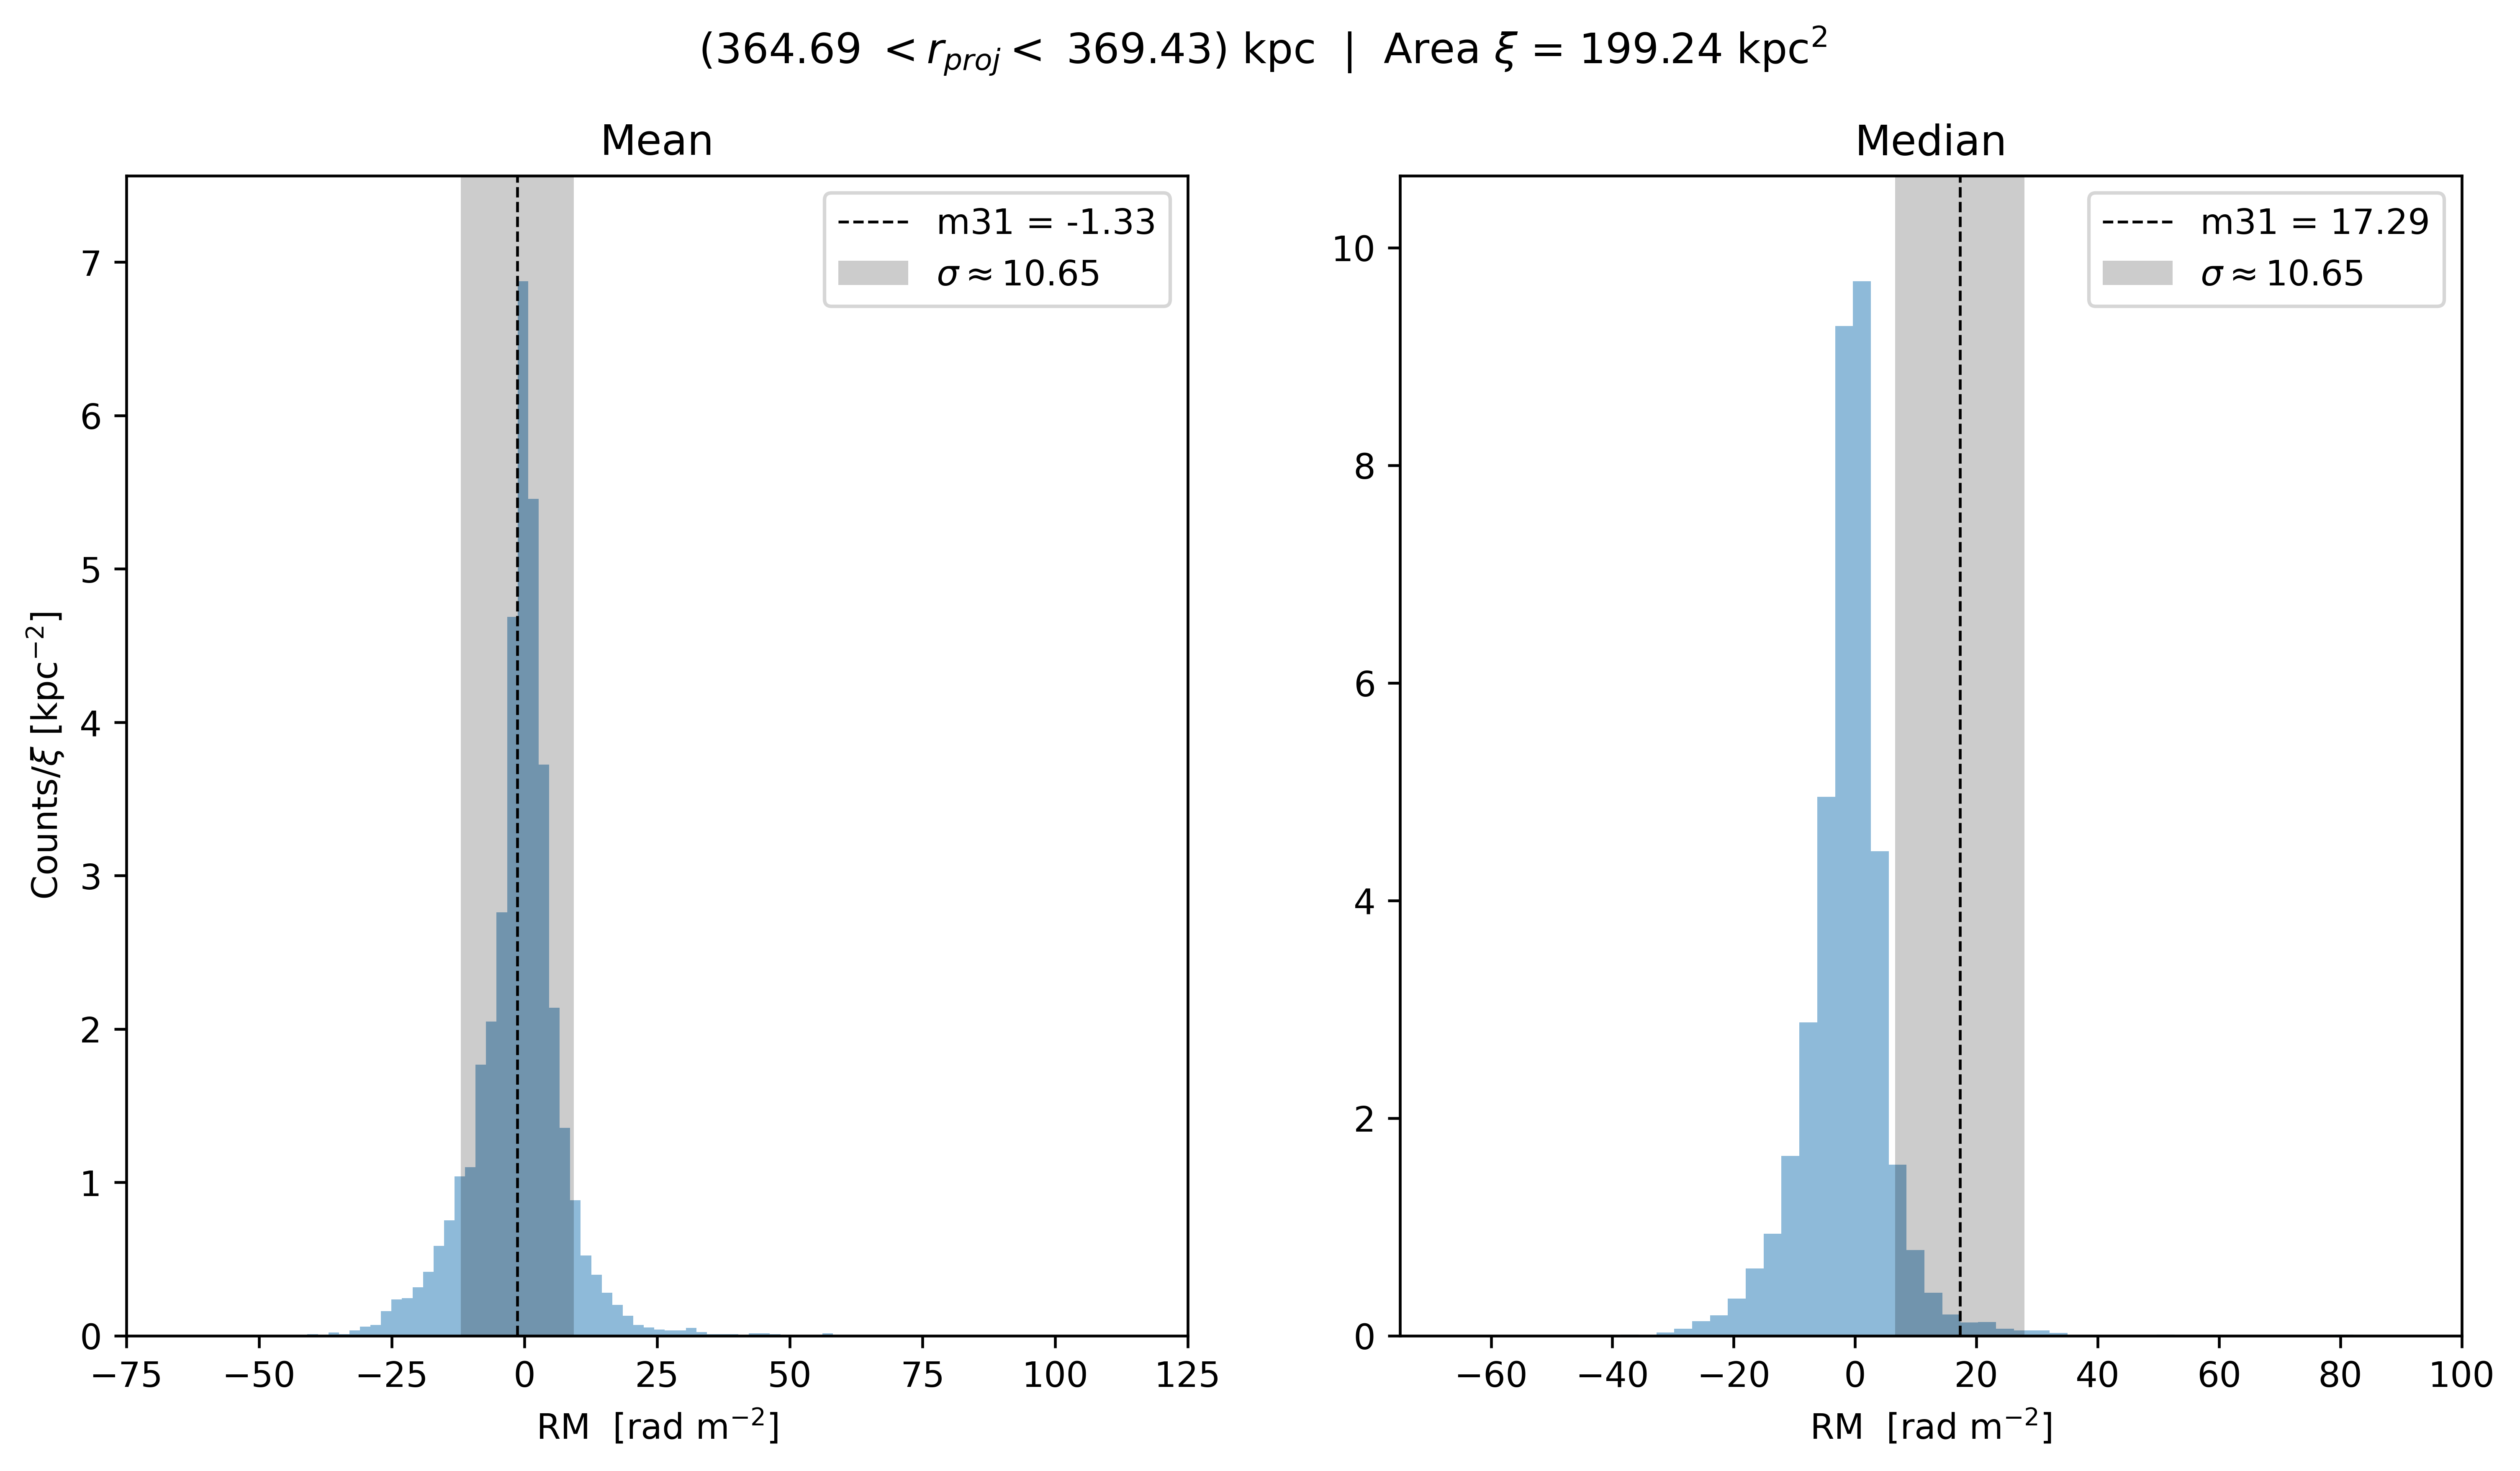 (364.69 < r_proj < 369.43) kpc | Area ξ = 199.24 kpc²
Mean
m31 = -1.33
σ ≈ 10.65
Counts/ξ [kpc⁻²]
7
6
5
4
3
2
1
0
−75 −50 −25 0 25 50 75 100 125
RM [rad m⁻²]
Median
m31 = 17.29
σ ≈ 10.65
10
8
6
4
2
0
−60 −40 −20 0 20 40 60 80 100
RM [rad m⁻²]